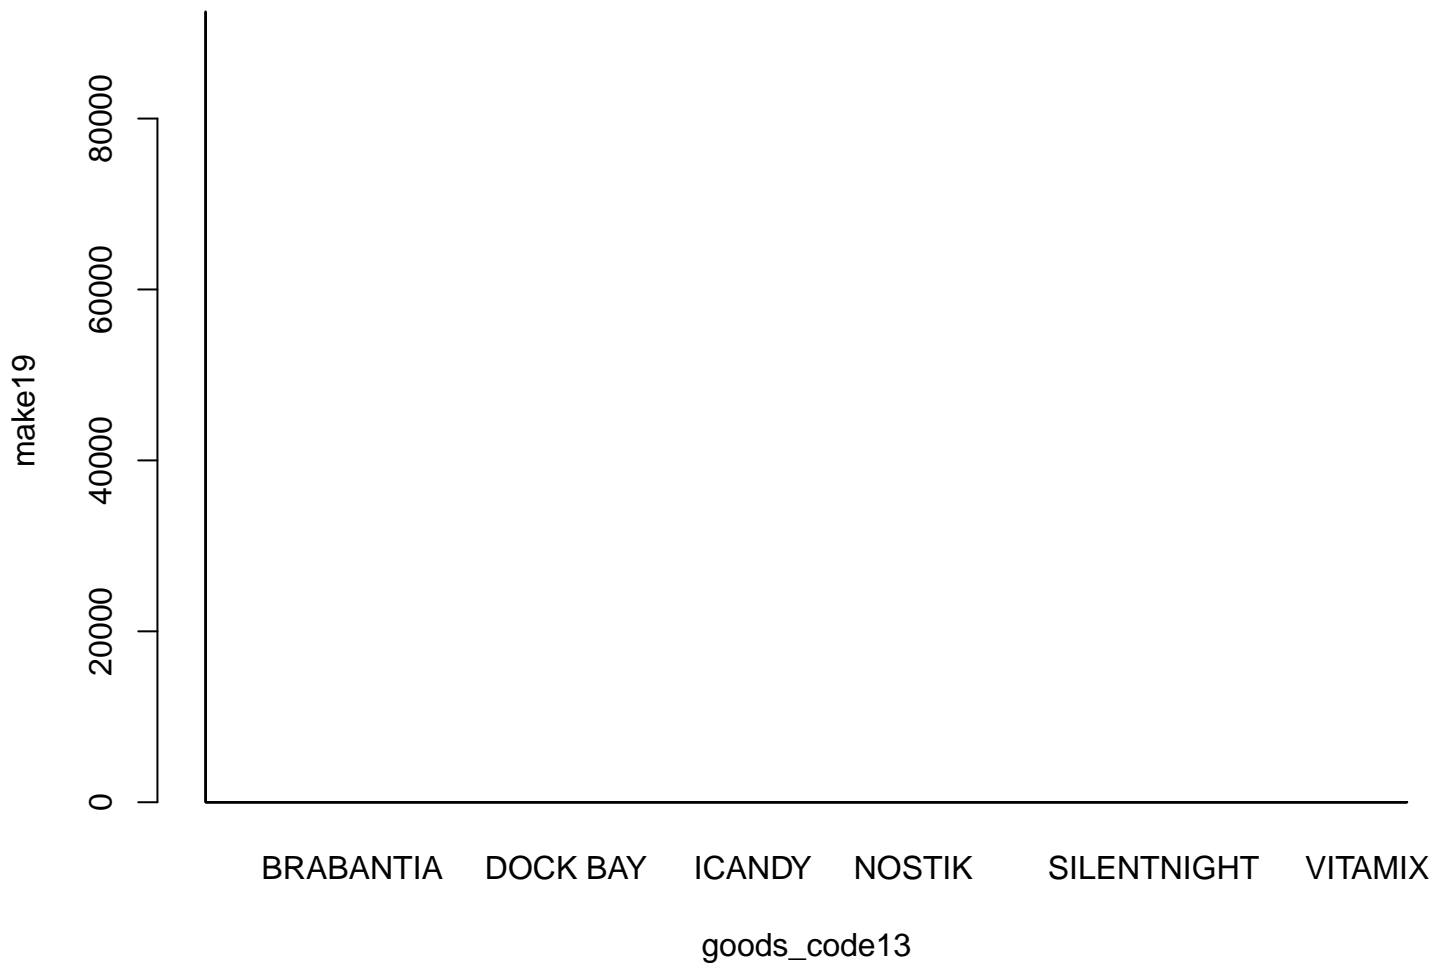 make19
80000
60000
40000
20000
0
BRABANTIA DOCK BAY ICANDY NOSTIK SILENTNIGHT VITAMIX
goods_code13